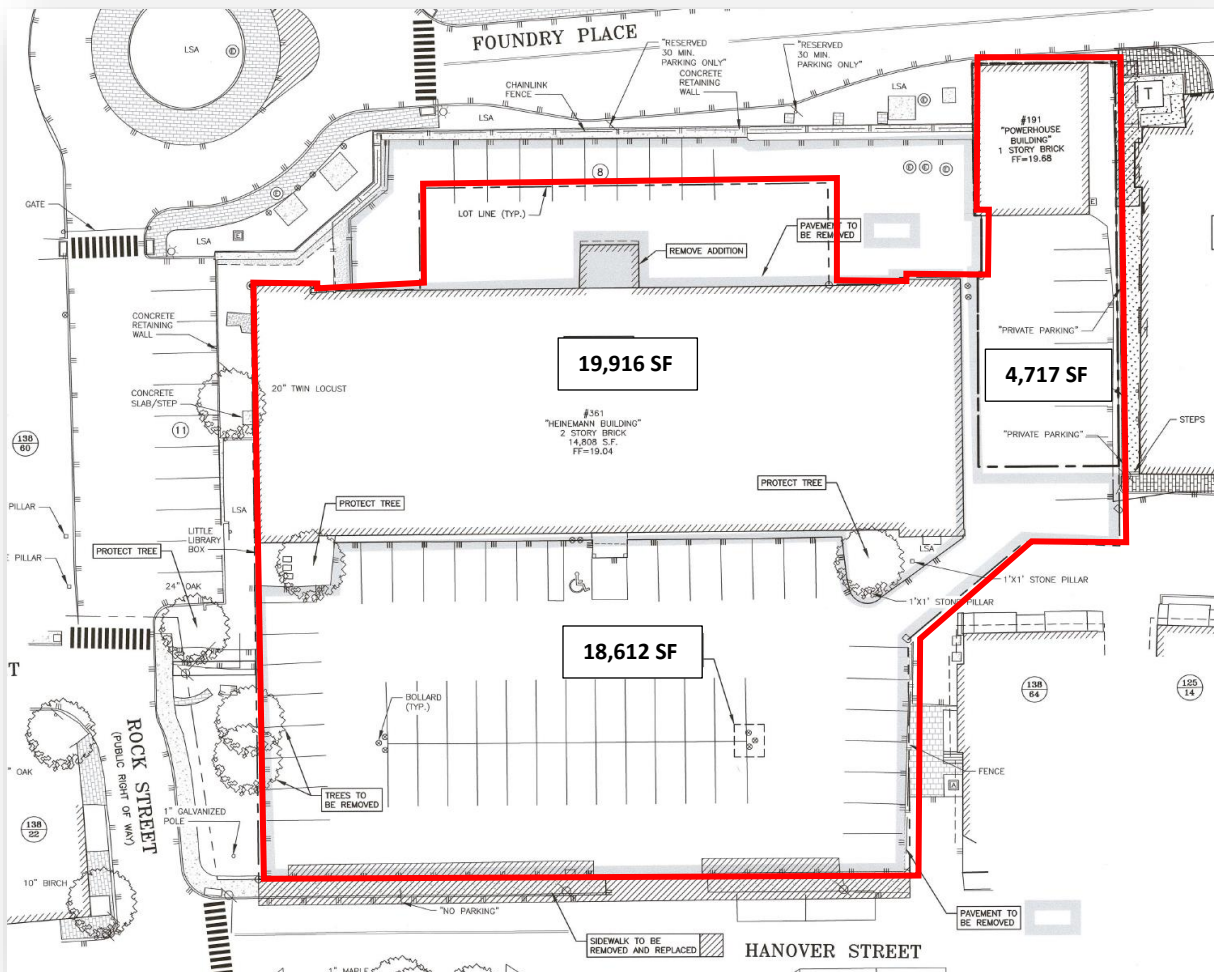 FOUNDRY PLACE
LSA
"RESERVED
30 MIN.
PARKING ONLY"
CONCRETE
RETAINING
WALL
"RESERVED
30 MIN.
PARKING ONLY"
CHAINLINK
FENCE
LSA
LSA
T
#191
"POWERHOUSE
BUILDING"
1 STORY BRICK
FF=19.68
8
GATE
LOT LINE (TYP.)
PAVEMENT TO
BE REMOVED
E
LSA
E
REMOVE ADDITION
CONCRETE
RETAINING
WALL
"PRIVATE PARKING"
19,916 SF
4,717 SF
20" TWIN LOCUST
CONCRETE
SLAB/STEP
#361
"HEINEMANN BUILDING"
2 STORY BRICK
14,808 S.F.
FF=19.04
11
138
60
STEPS
"PRIVATE PARKING"
PROTECT TREE
PROTECT TREE
LSA
PILLAR
LITTLE
LIBRARY
BOX
PROTECT TREE
LSA
E PILLAR
24" OAK
1'X1' STONE PILLAR
1'X1' STONE PILLAR
18,612 SF
T
138
64
125
14
BOLLARD
(TYP.)
ROCK STREET
(PUBLIC RIGHT OF WAY)
" OAK
FENCE
A
TREES TO
BE REMOVED
1" GALVANIZED
POLE
138
22
10" BIRCH
"NO PARKING"
PAVEMENT TO
BE REMOVED
SIDEWALK TO BE
REMOVED AND REPLACED
HANOVER STREET
1" MAPLE